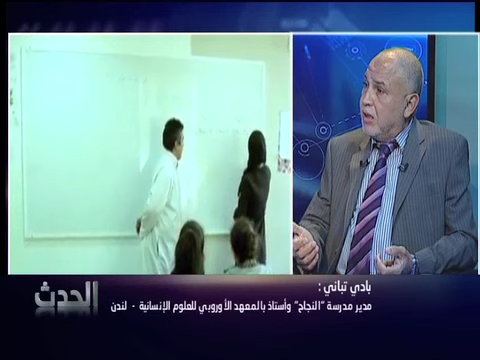 بادي تباني :
مدير مدرسة "النجاح" وأستاذ بالمعهد الأوروبي للعلوم الإنسانية - لندن
الحدث